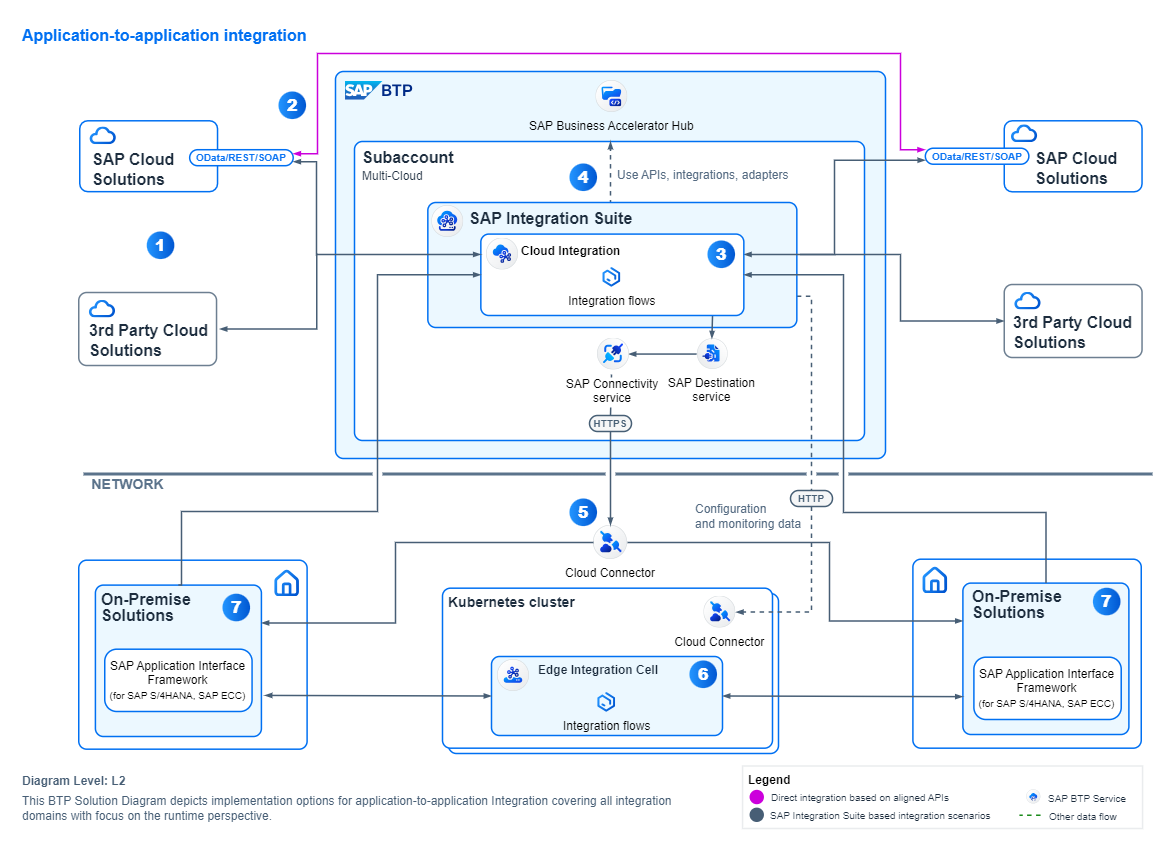 Application-to-application integration
SAP BTP
SAP Business Accelerator Hub
2
SAP Cloud
Solutions
OData/REST/SOAP
OData/REST/SOAP
SAP Cloud
Solutions
Subaccount
Multi-Cloud
4
Use APIs, integrations, adapters
SAP Integration Suite
1
Cloud Integration
3
Integration flows
3rd Party Cloud
Solutions
3rd Party Cloud
Solutions
SAP Connectivity
service
SAP Destination
service
HTTPS
NETWORK
HTTP
5
Configuration
and monitoring data
Cloud Connector
On-Premise
Solutions
7
SAP Application Interface
Framework
(for SAP S/4HANA, SAP ECC)
Kubernetes cluster
Cloud Connector
Edge Integration Cell
6
Integration flows
On-Premise
Solutions
7
SAP Application Interface
Framework
(for SAP S/4HANA, SAP ECC)
Diagram Level: L2
This BTP Solution Diagram depicts implementation options for application-to-application Integration covering all integration
domains with focus on the runtime perspective.
Legend
Direct integration based on aligned APIs
SAP BTP Service
SAP Integration Suite based integration scenarios
Other data flow